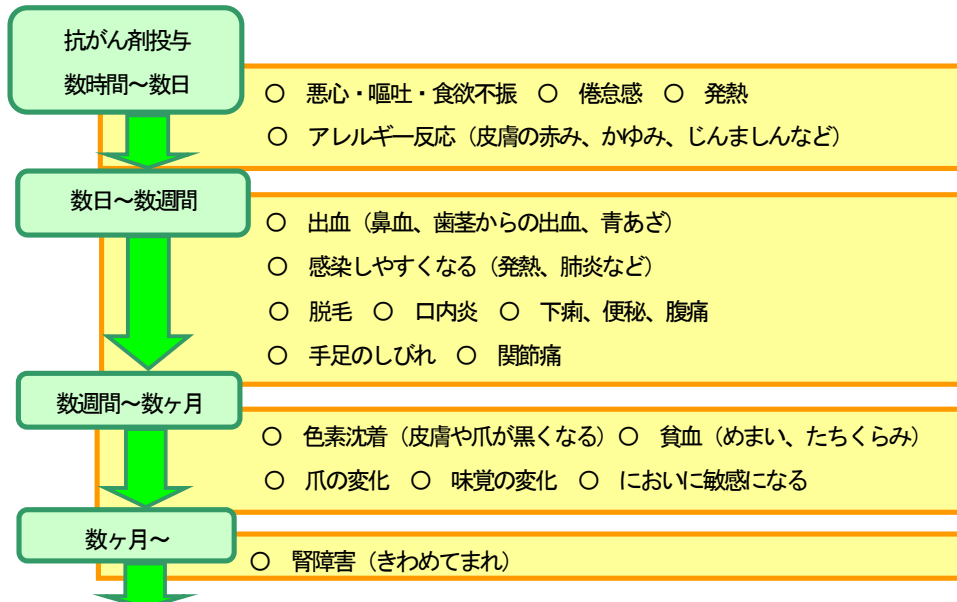 抗がん剤投与
数時間～数日
○ 悪心・嘔吐・食欲不振 ○ 倦怠感 ○ 発熱
○ アレルギー反応（皮膚の赤み、かゆみ、じんましんなど）
数日～数週間
○ 出血（鼻血、歯茎からの出血、青あざ）
○ 感染しやすくなる（発熱、肺炎など）
○ 脱毛 ○ 口内炎 ○ 下痢、便秘、腹痛
○ 手足のしびれ ○ 関節痛
数週間～数ヶ月
○ 色素沈着（皮膚や爪が黒くなる）○ 貧血（めまい、たちくらみ）
○ 爪の変化 ○ 味覚の変化 ○ においに敏感になる
数ヶ月～
○ 腎障害（きわめてまれ）